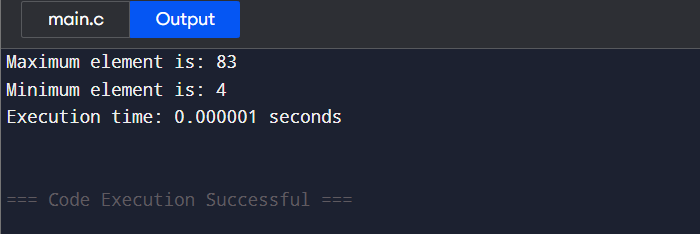 main.c Output
Maximum element is: 83
Minimum element is: 4
Execution time: 0.000001 seconds
=== Code Execution Successful ===